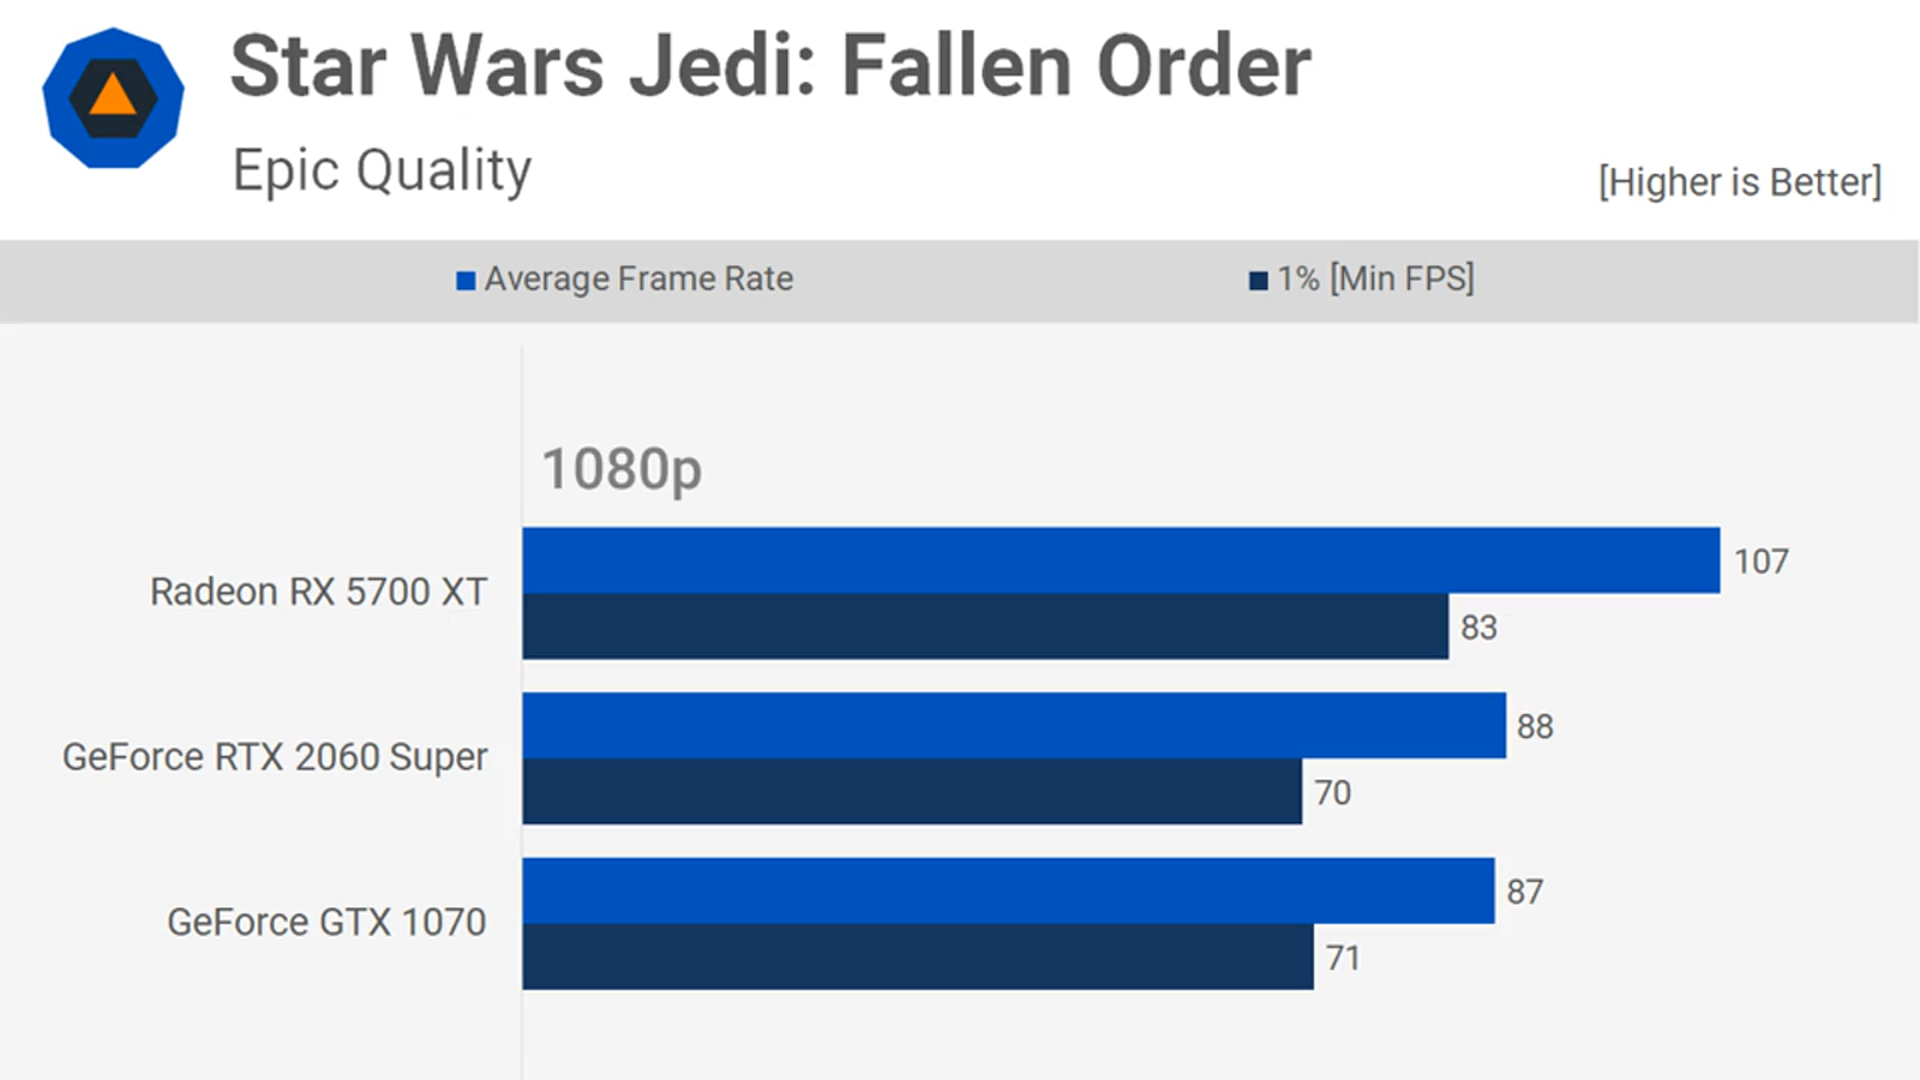 Star Wars Jedi: Fallen Order
Epic Quality
[Higher is Better]
Average Frame Rate
1% [Min FPS]
1080p
Radeon RX 5700 XT
107
83
GeForce RTX 2060 Super
88
70
GeForce GTX 1070
87
71